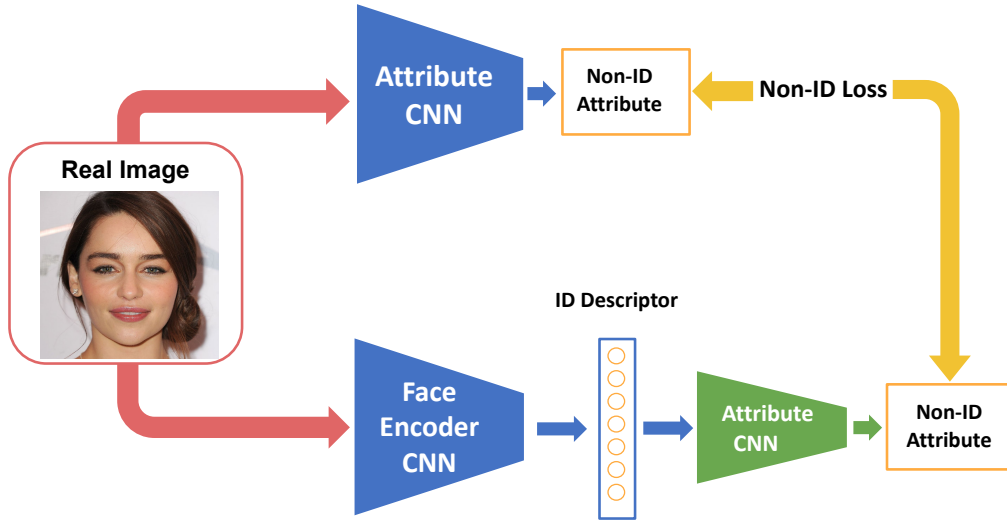 Attribute
CNN
Non-ID
Attribute
Non-ID Loss
Real Image
ID Descriptor
Face
Encoder
CNN
Attribute
CNN
Non-ID
Attribute